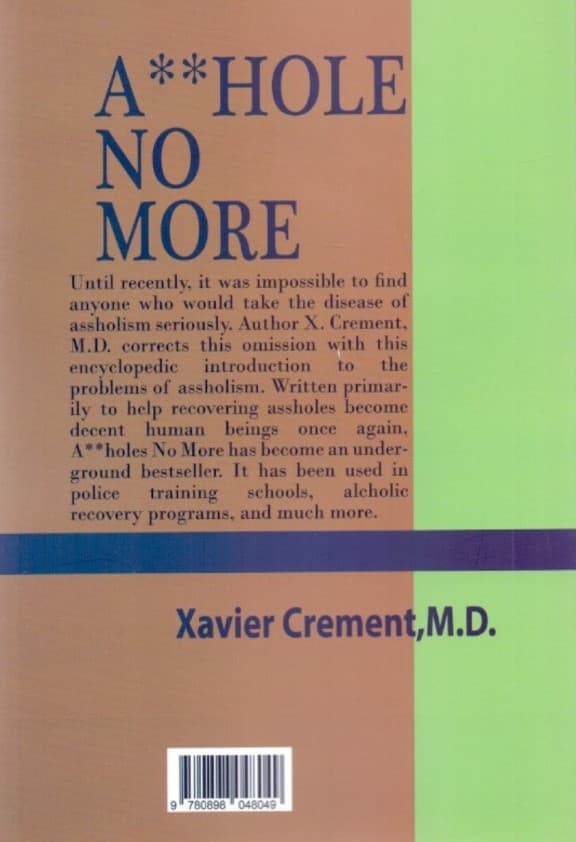 A**HOLE
NO
MORE
Until recently, it was impossible to find
anyone who would take the disease of
assholism seriously. Author X. Crement,
M.D. corrects this omission with this
encyclopedic introduction to the
problems of assholism. Written primar-
ily to help recovering assholes become
decent human beings once again,
A**holes No More has become an under-
ground bestseller. It has been used in
police training schools, alcholic
recovery programs, and much more.
Xavier Crement,M.D.
9 780898 048049